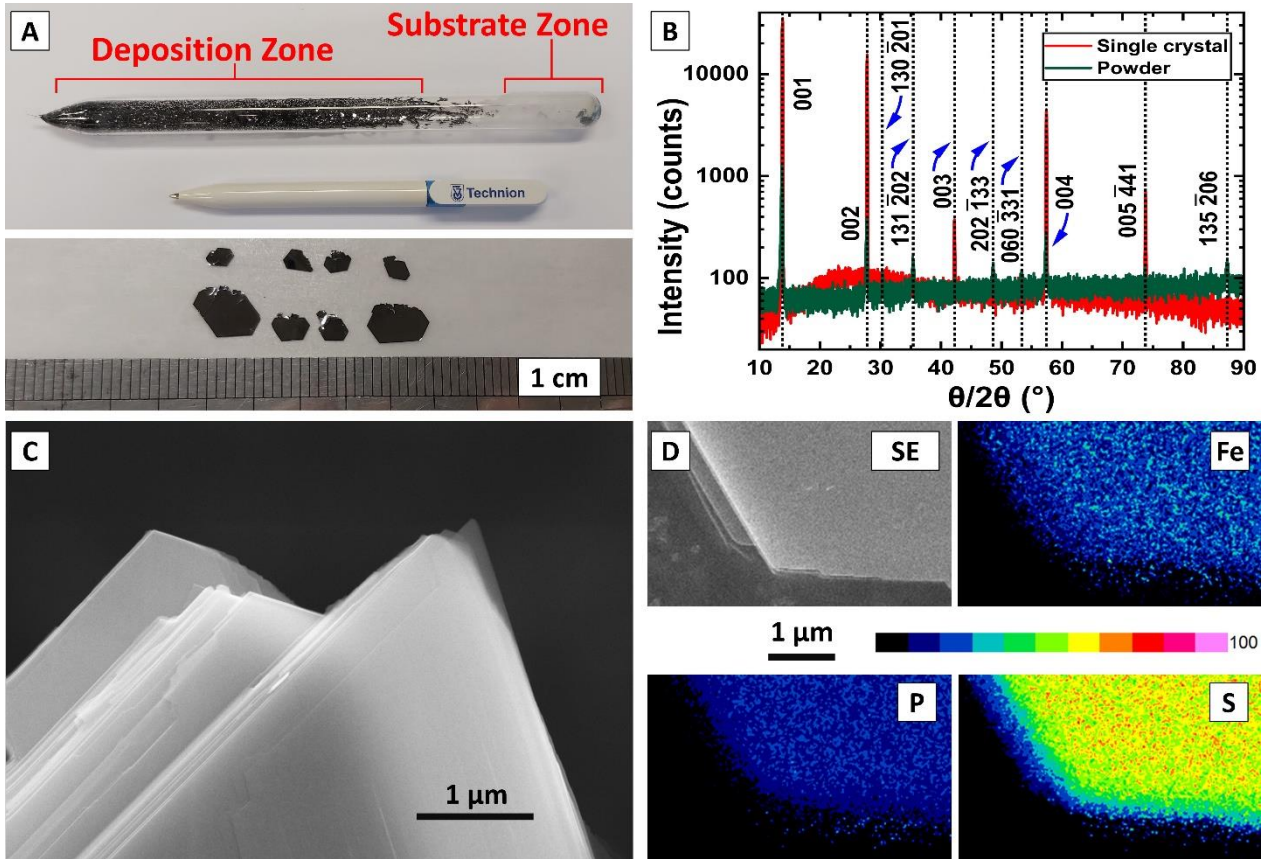 A
Deposition Zone
Substrate Zone
Technion
1 cm
B
Intensity (counts)
10000
1000
100
Single crystal
Powder
001
002
130 2̅01
131 2̅02
003
202 1̅33
060 3̅31
004
005 4̅41
135 2̅06
10 20 30 40 50 60 70 80 90
θ/2θ (°)
C
1 µm
D
SE
Fe
1 µm
100
P
S